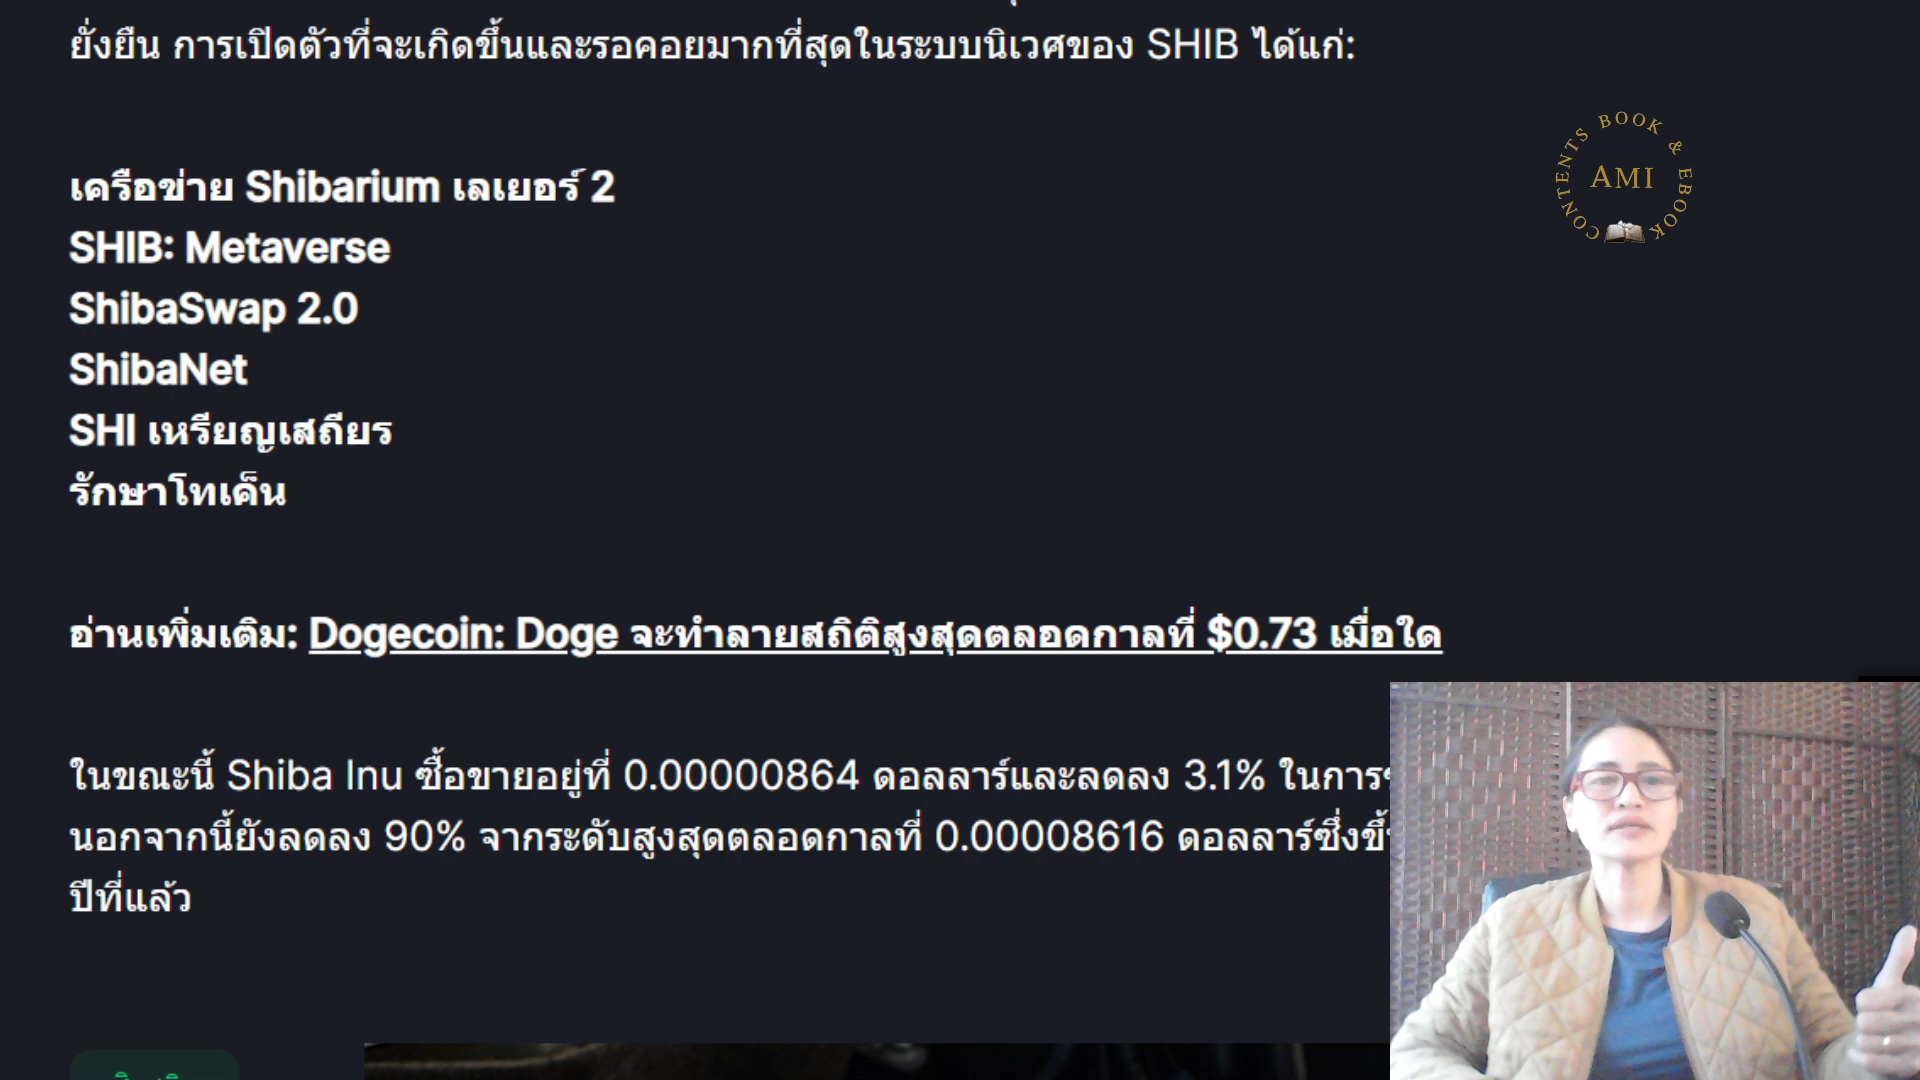 ยั่งยืน การเปิดตัวที่จะเกิดขึ้นและรอคอยมากที่สุดในระบบนิเวศของ SHIB ได้แก่:
CONTENTS BOOK & EBOOK
AMI
เครือข่าย Shibarium เลเยอร์ 2
SHIB: Metaverse
ShibaSwap 2.0
ShibaNet
SHI เหรียญเสถียร
รักษาโทเค็น
อ่านเพิ่มเติม: Dogecoin: Doge จะทำลายสถิติสูงสุดตลอดกาลที่ $0.73 เมื่อใด
ในขณะนี้ Shiba Inu ซื้อขายอยู่ที่ 0.00000864 ดอลลาร์และลดลง 3.1% ในการ
นอกจากนี้ยังลดลง 90% จากระดับสูงสุดตลอดกาลที่ 0.00008616 ดอลลาร์ซึ่ง
ปีที่แล้ว